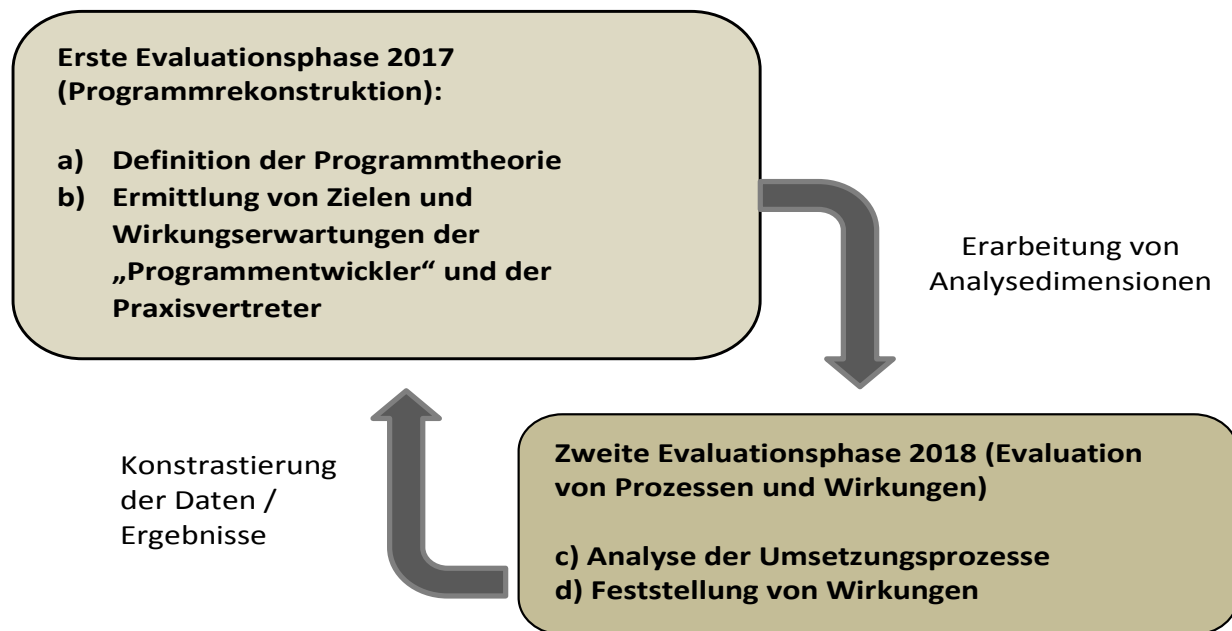 Erste Evaluationsphase 2017
(Programmrekonstruktion):
a) Definition der Programmtheorie
b) Ermittlung von Zielen und
Wirkungserwartungen der
„Programmentwickler“ und der
Praxisvertreter
Erarbeitung von
Analysedimensionen
Konstrastierung
der Daten /
Ergebnisse
Zweite Evaluationsphase 2018 (Evaluation
von Prozessen und Wirkungen)
c) Analyse der Umsetzungsprozesse
d) Feststellung von Wirkungen